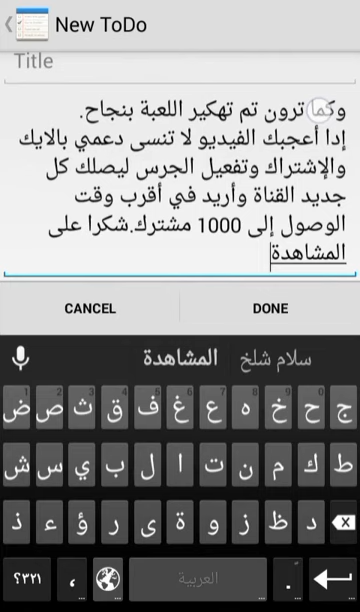 New ToDo
Title
وكما ترون تم تهكير اللعبة بنجاح.
إدا أعجبك الفيديو لا تنسى دعمي بالايك
والإشتراك وتفعيل الجرس ليصلك كل
جديد القناة وأريد في أقرب وقت
الوصول إلى 1000 مشترك.شكرا على
المشاهدة
CANCEL DONE
المشاهدة سلام شلخ
ض ص ث ق ف غ ع ه خ ح ج
ش س ي ب ل ا ت ن م ك ط
ذ ء ؤ ر ى ة و ز ظ د
؟٣٢١ ، العربية .